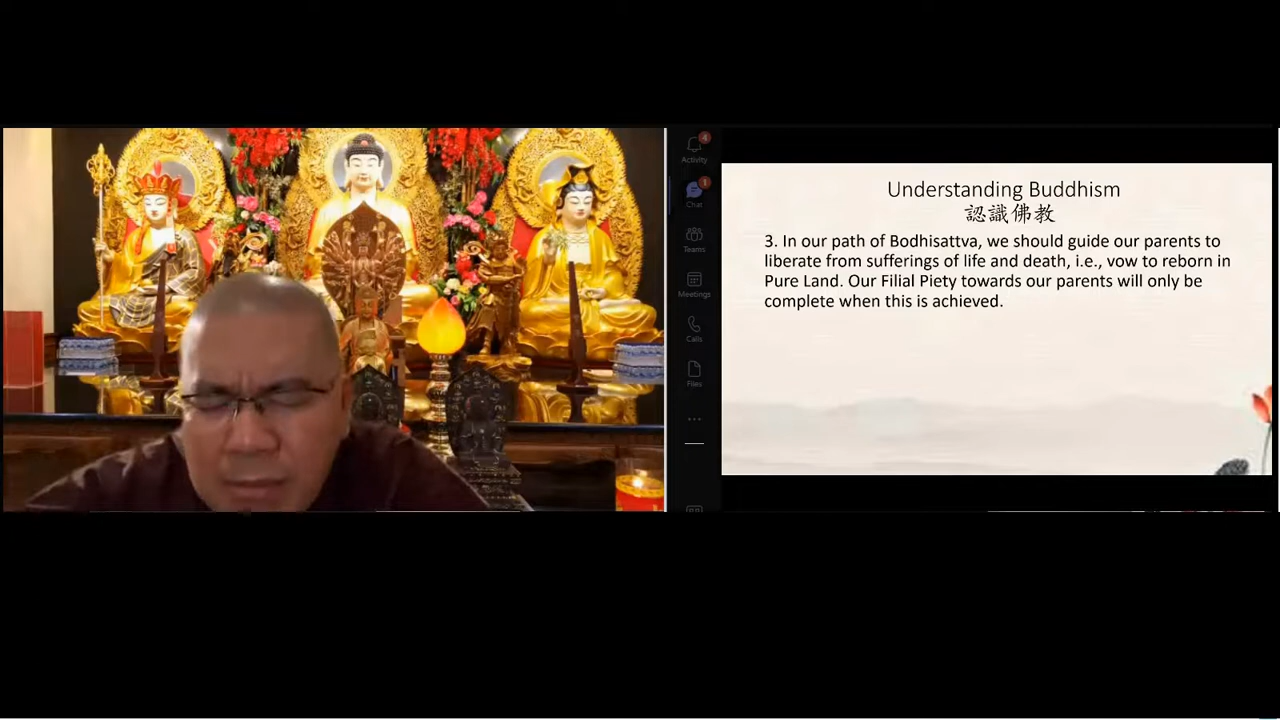 Activity
4
Chat
1
Teams
Meetings
Calls
Files
...
Understanding Buddhism
認識佛教
3. In our path of Bodhisattva, we should guide our parents to
liberate from sufferings of life and death, i.e., vow to reborn in
Pure Land. Our Filial Piety towards our parents will only be
complete when this is achieved.